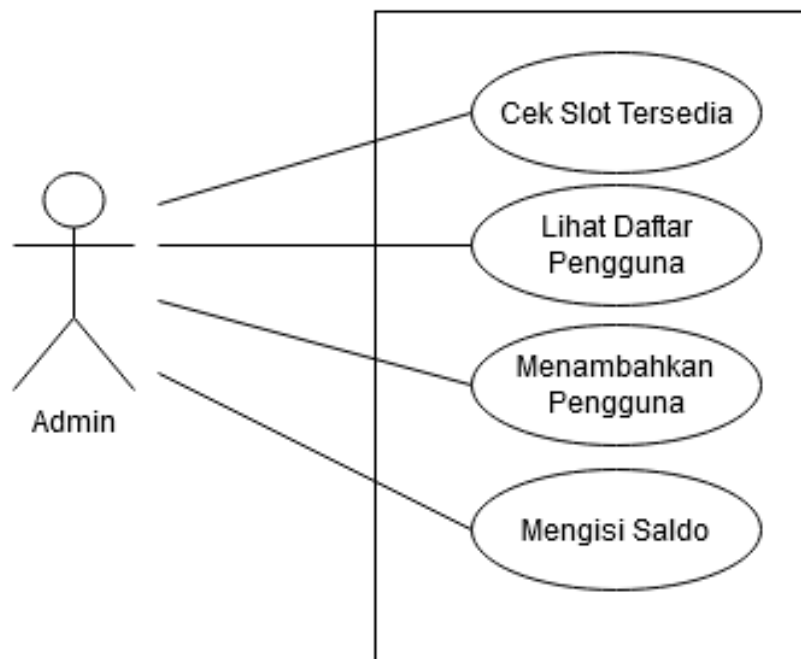 Cek Slot Tersedia
Lihat Daftar
Pengguna
Menambahkan
Pengguna
Admin
Mengisi Saldo